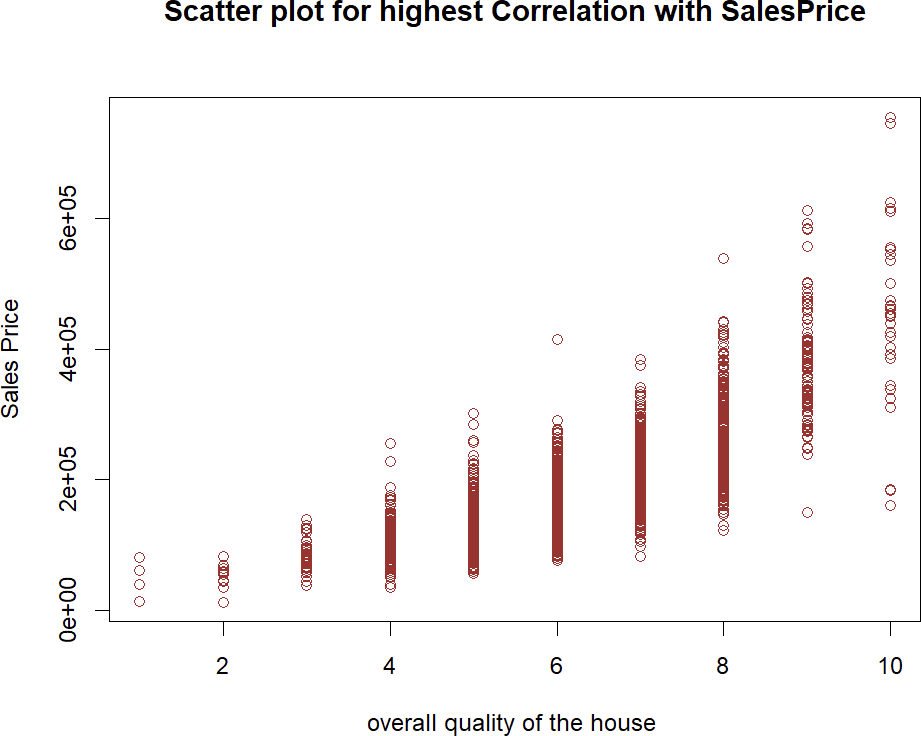 Scatter plot for highest Correlation with SalesPrice
Sales Price
6e+05
4e+05
2e+05
0e+00
2 4 6 8 10
overall quality of the house